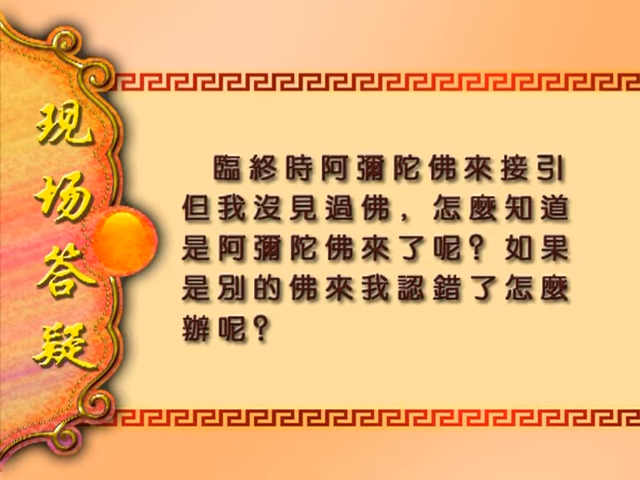 现场答疑
臨終時阿彌陀佛來接引
但我沒見過佛，怎麼知道
是阿彌陀佛來了呢？如果
是別的佛來我認錯了怎麼
辦呢？